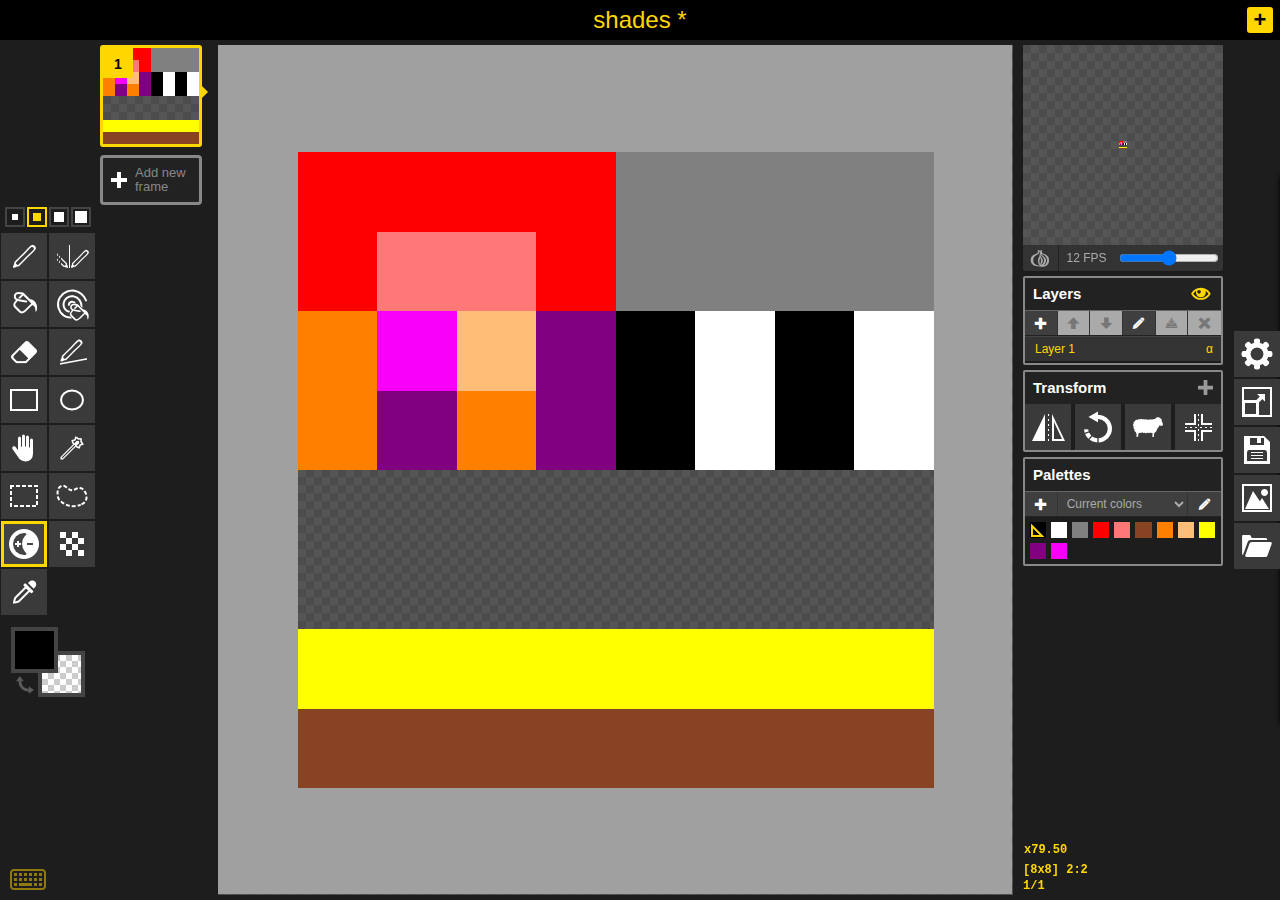 shades *
+
1
Add new
frame
12 FPS
Layers
Layer 1
α
Transform
Palettes
Current colors
x79.50
[8x8] 2:2
1/1